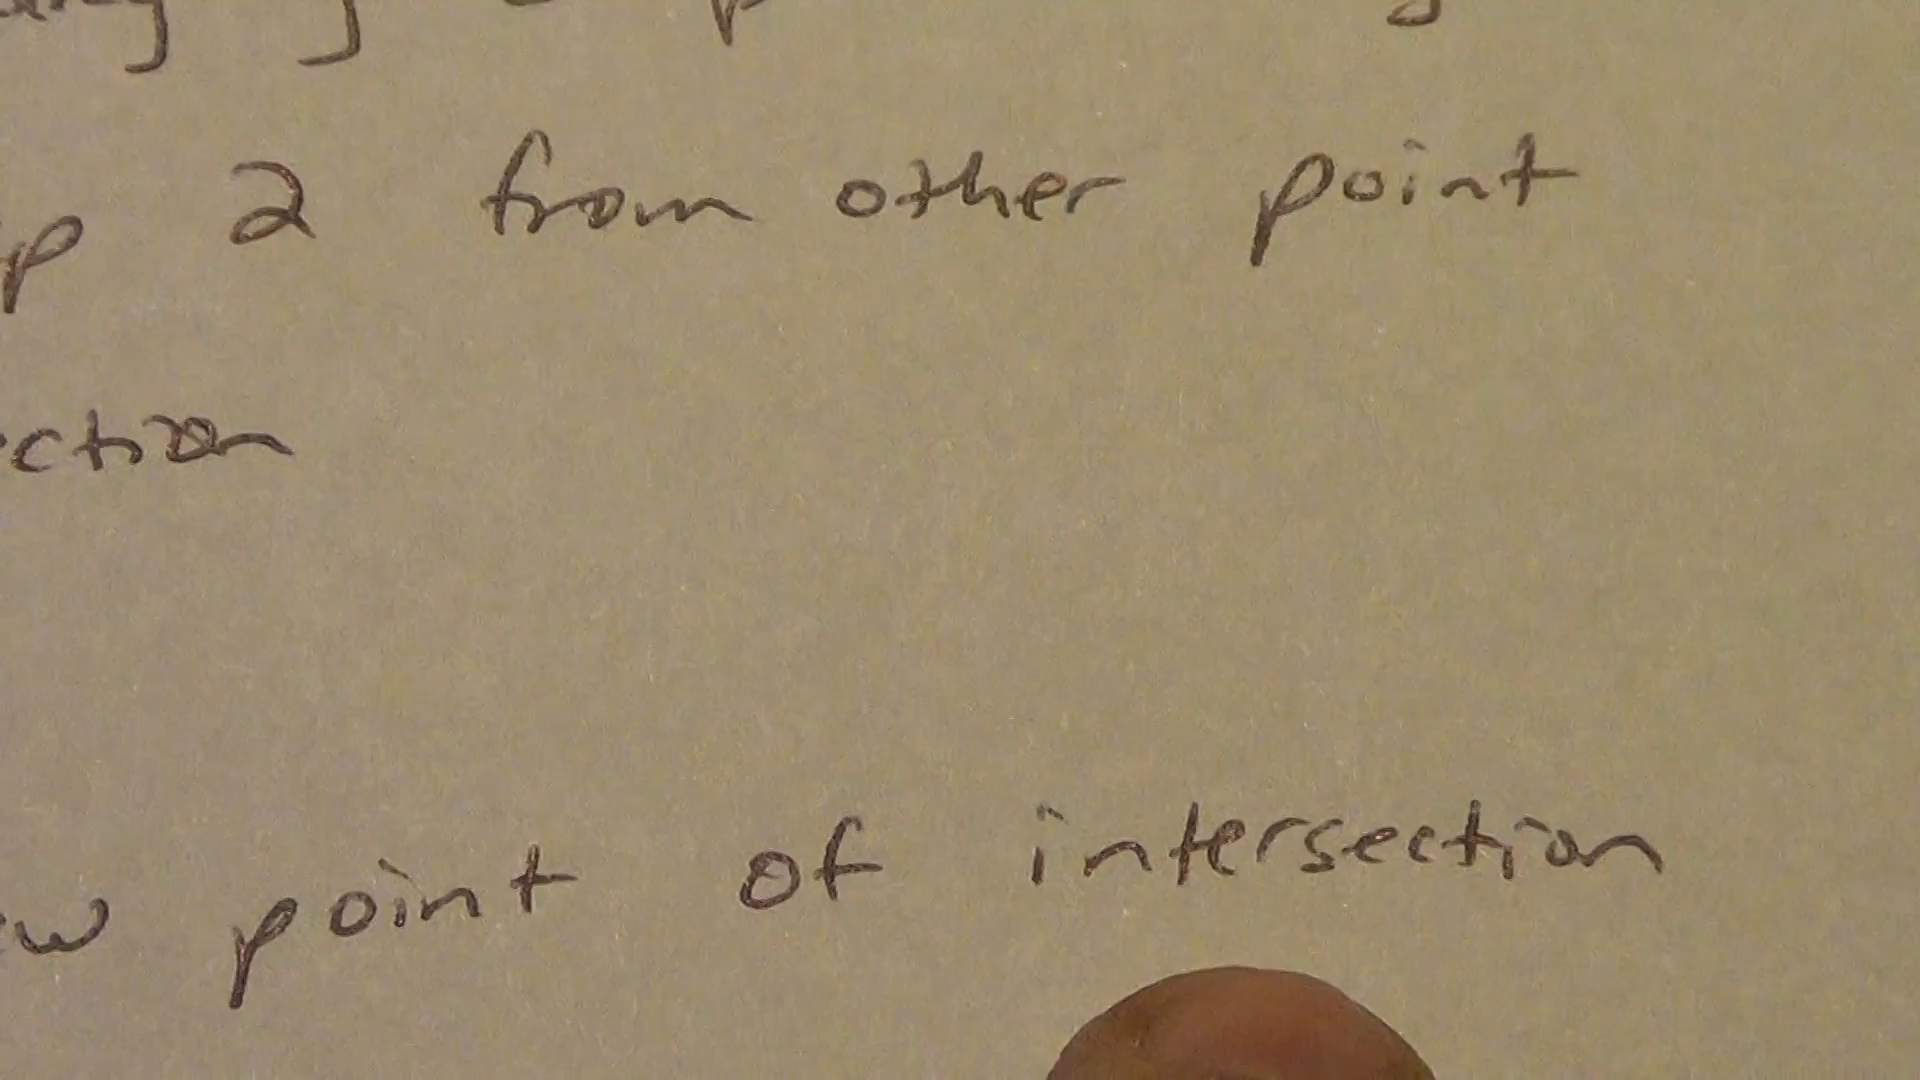 p 2 from other point
ction
w point of intersection